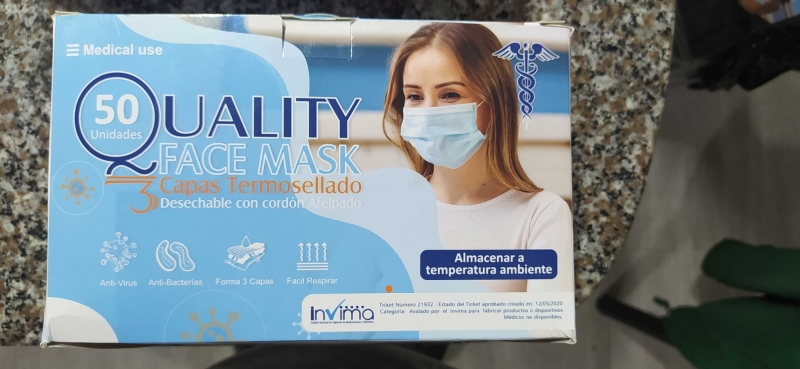 Medical use
50
Unidades
QUALITY
FACE MASK
3 Capas Termosellado
Desechable con cordón Afelpado
Anti-Virus
Anti-Bacterias
Forma 3 Capas
Facil Respirar
Almacenar a
temperatura ambiente
invima
Ticket Numero 21932 - Estado del Ticket aprobado creado en: 12/05/2020
Categoria: Avalado por el Invima para fabricar productos o dispositivos
Médicos no disponibles.